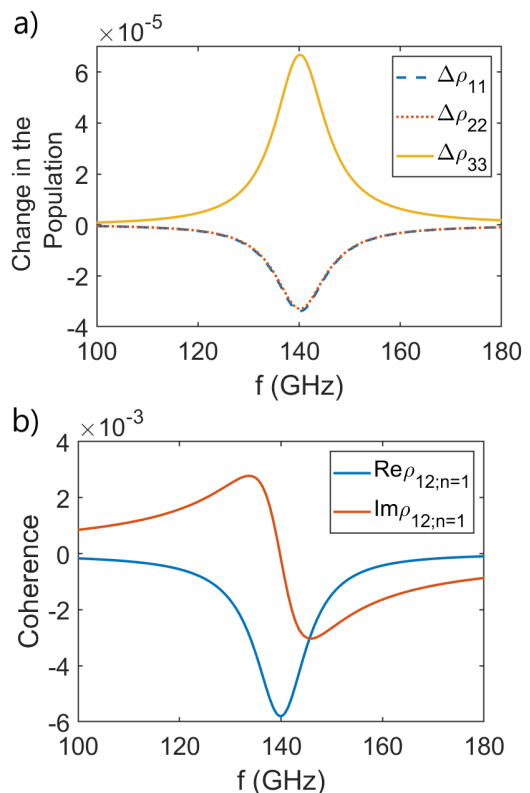 a)
×10⁻⁵
6
4
2
0
-2
-4
100
120
140
160
180
f (GHz)
Change in the
Population
Δρ₁₁
Δρ₂₂
Δρ₃₃
b)
×10⁻³
4
2
0
-2
-4
-6
100
120
140
160
180
f (GHz)
Coherence
Reρ₁₂;ₙ₌₁
Imρ₁₂;ₙ₌₁